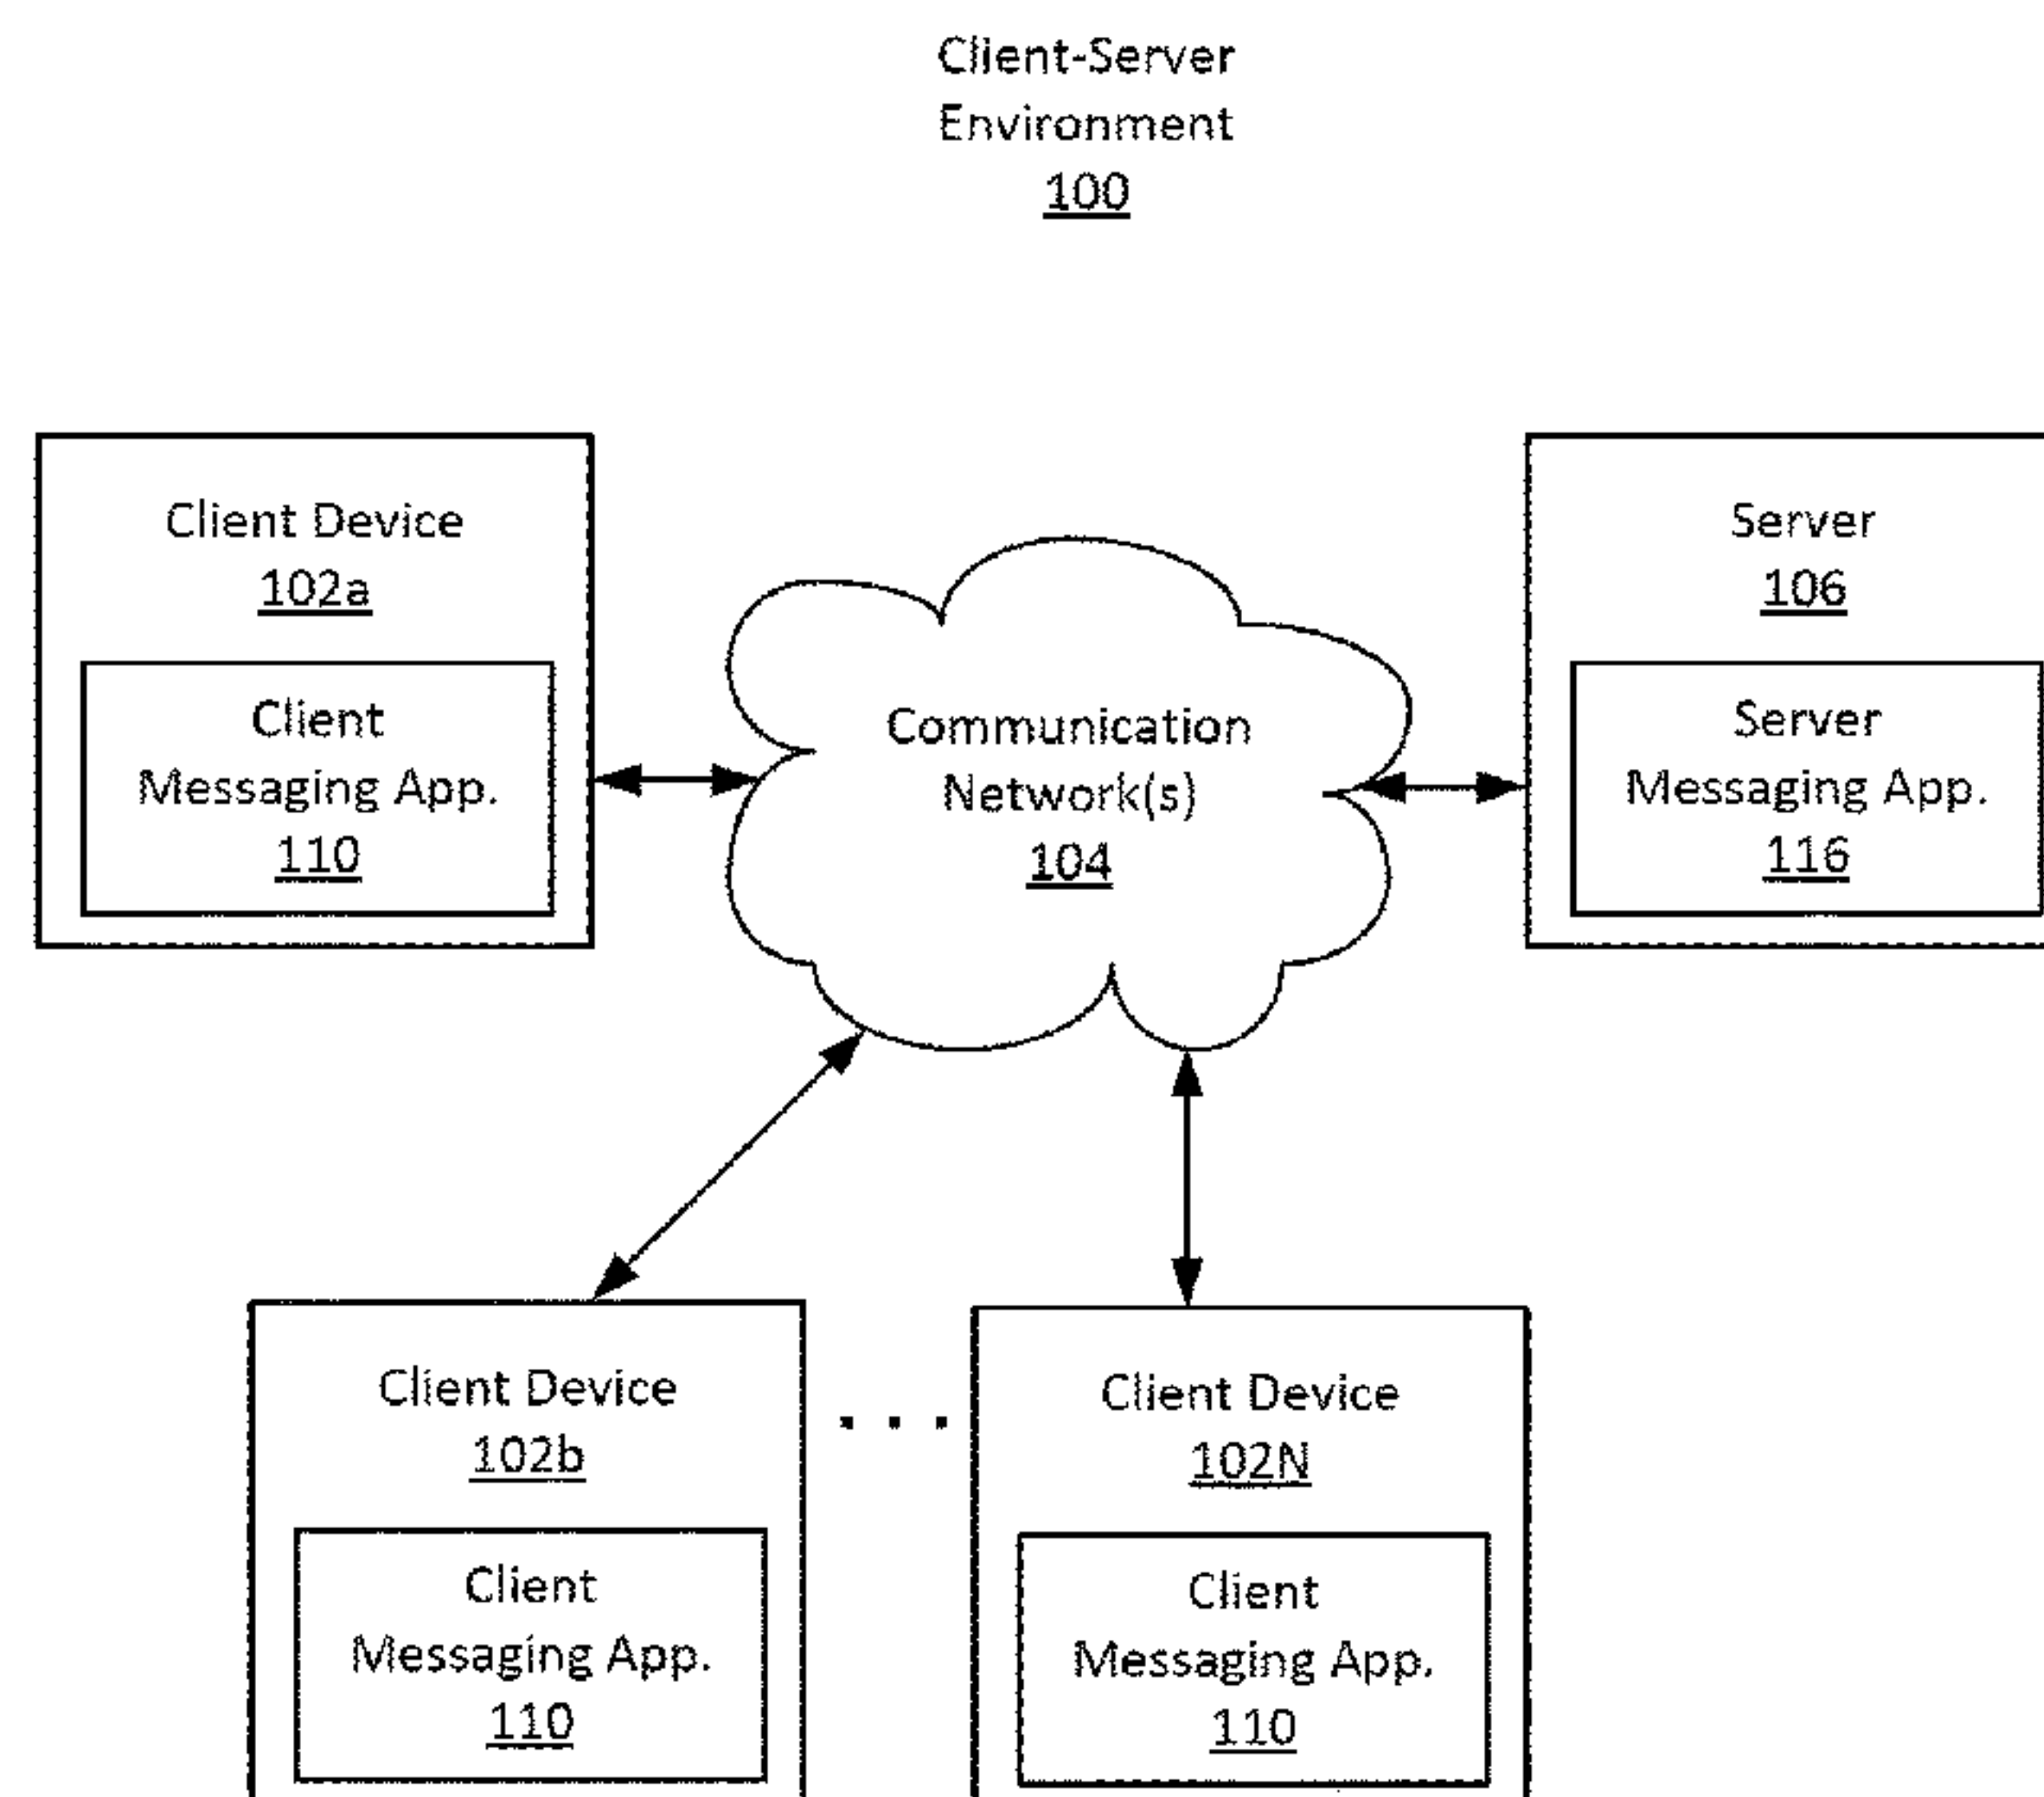 Client-Server
Environment
100
Client Device
102a
Client
Messaging App.
110
Communication
Network(s)
104
Server
106
Server
Messaging App.
116
Client Device
102b
Client
Messaging App.
110
. . .
Client Device
102N
Client
Messaging App.
110